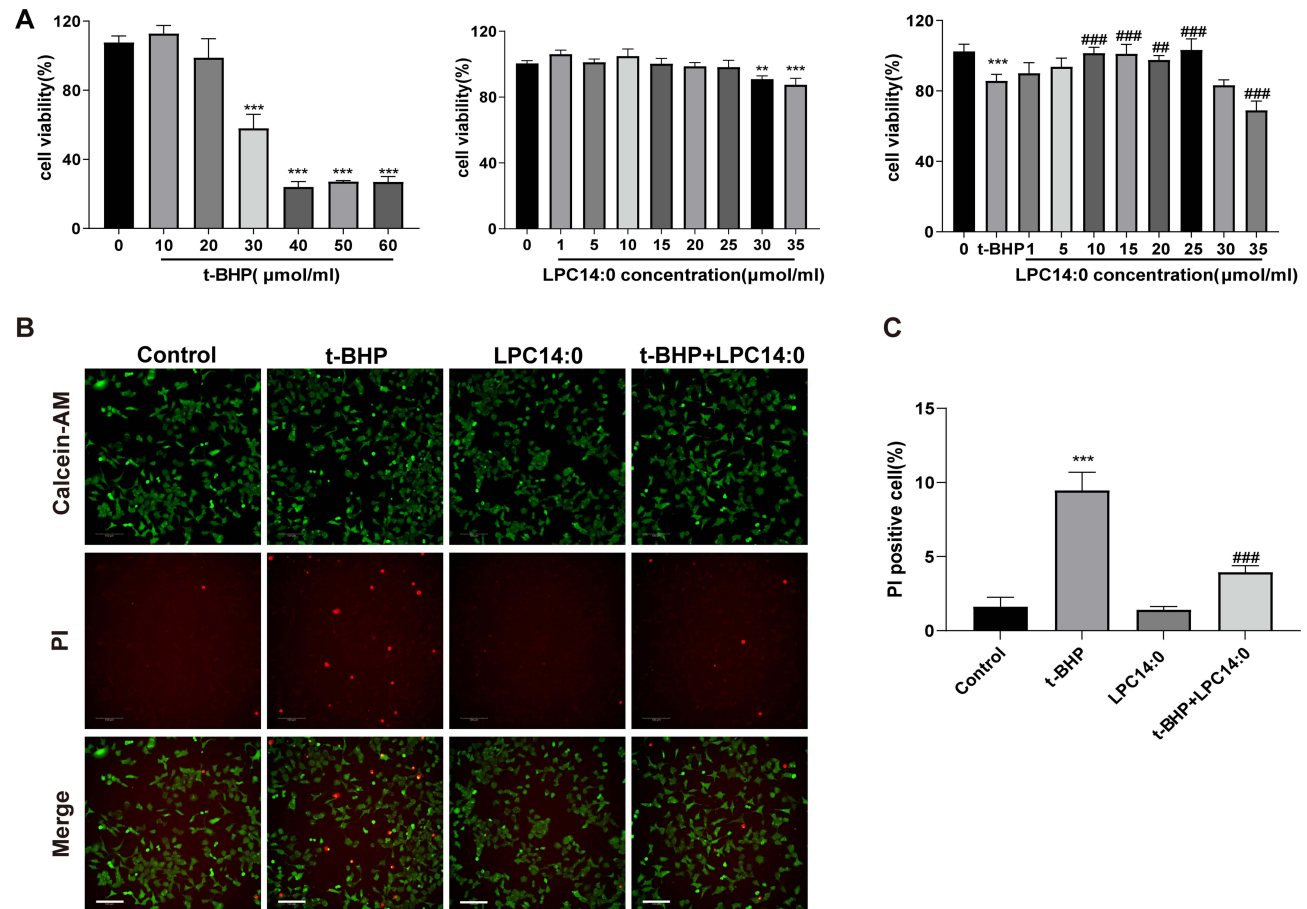 A
cell viability(%)
120
80
40
0
***
***
***
***
0 10 20 30 40 50 60
t-BHP( μmol/ml)
cell viability(%)
120
80
40
0
**
***
0 1 5 10 15 20 25 30 35
LPC14:0 concentration(μmol/ml)
cell viability(%)
120
100
80
60
40
20
0
***
###
###
##
###
###
0 t-BHP 1 5 10 15 20 25 30 35
LPC14:0 concentration(μmol/ml)
B
Control t-BHP LPC14:0 t-BHP+LPC14:0
Calcein-AM
PI
Merge
C
PI positive cell(%)
15
10
5
0
***
###
Control
t-BHP
LPC14:0
t-BHP+LPC14:0